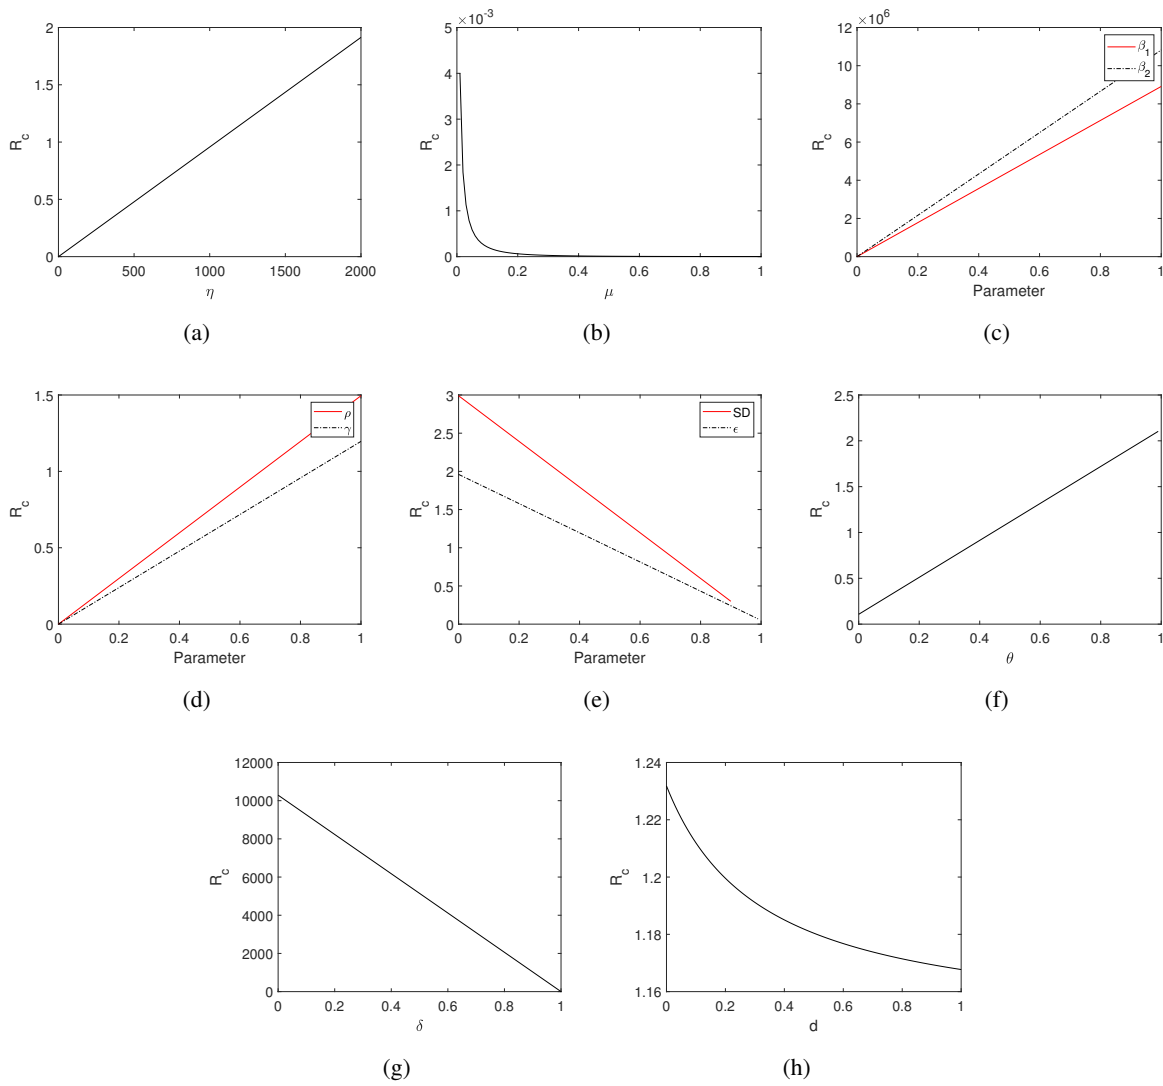 2
1.5
1
0.5
0
R_c
0 500 1000 1500 2000
η
(a)
×10^-3
5
4
3
2
1
0
R_c
0 0.2 0.4 0.6 0.8 1
μ
(b)
×10^6
12
10
8
6
4
2
0
R_c
β_1
β_2
0 0.2 0.4 0.6 0.8 1
Parameter
(c)
1.5
1
0.5
0
R_c
ρ
γ
0 0.2 0.4 0.6 0.8 1
Parameter
(d)
3
2.5
2
1.5
1
0.5
0
R_c
SD
ϵ
0 0.2 0.4 0.6 0.8 1
Parameter
(e)
2.5
2
1.5
1
0.5
0
R_c
0 0.2 0.4 0.6 0.8 1
θ
(f)
12000
10000
8000
6000
4000
2000
0
R_c
0 0.2 0.4 0.6 0.8 1
δ
(g)
1.24
1.22
1.2
1.18
1.16
R_c
0 0.2 0.4 0.6 0.8 1
d
(h)